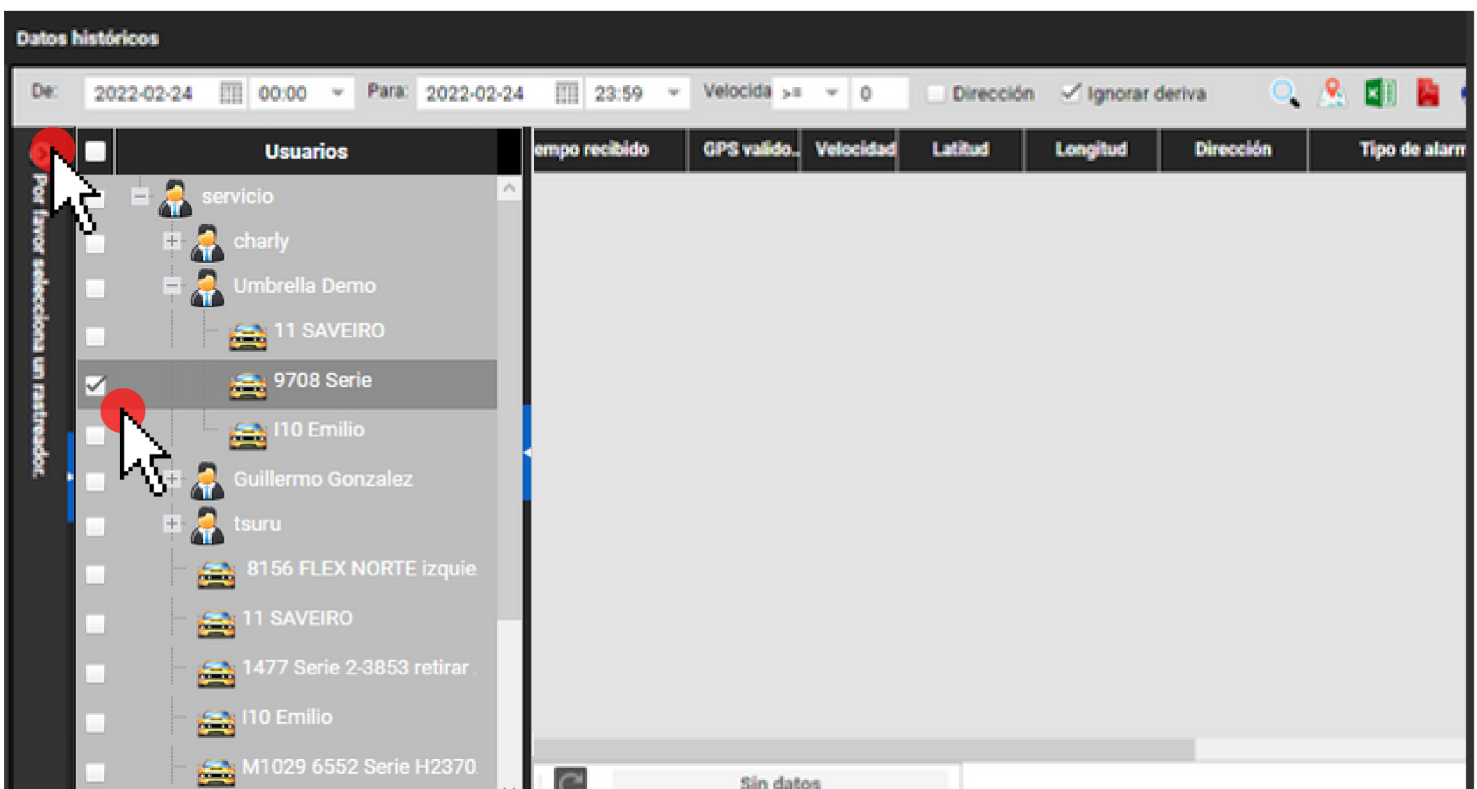 Datos históricos
De: 2022-02-24 00:00 Para: 2022-02-24 23:59 Velocida >= 0 Dirección Ignorar deriva
Por favor selecciona un rastreador.
Usuarios
empo recibido GPS valido.. Velocidad Latitud Longitud Dirección Tipo de alarm
servicio
charly
Umbrella Demo
11 SAVEIRO
9708 Serie
I10 Emilio
Guillermo Gonzalez
tsuru
8156 FLEX NORTE izquie
11 SAVEIRO
1477 Serie 2-3853 retirar .
I10 Emilio
M1029 6552 Serie H2370
Sin datos